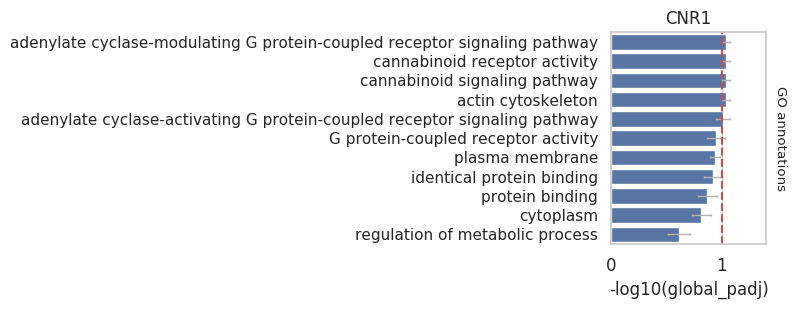 CNR1
adenylate cyclase-modulating G protein-coupled receptor signaling pathway
cannabinoid receptor activity
cannabinoid signaling pathway
actin cytoskeleton
adenylate cyclase-activating G protein-coupled receptor signaling pathway
G protein-coupled receptor activity
plasma membrane
identical protein binding
protein binding
cytoplasm
regulation of metabolic process
GO annotations
0 1
-log10(global_padj)